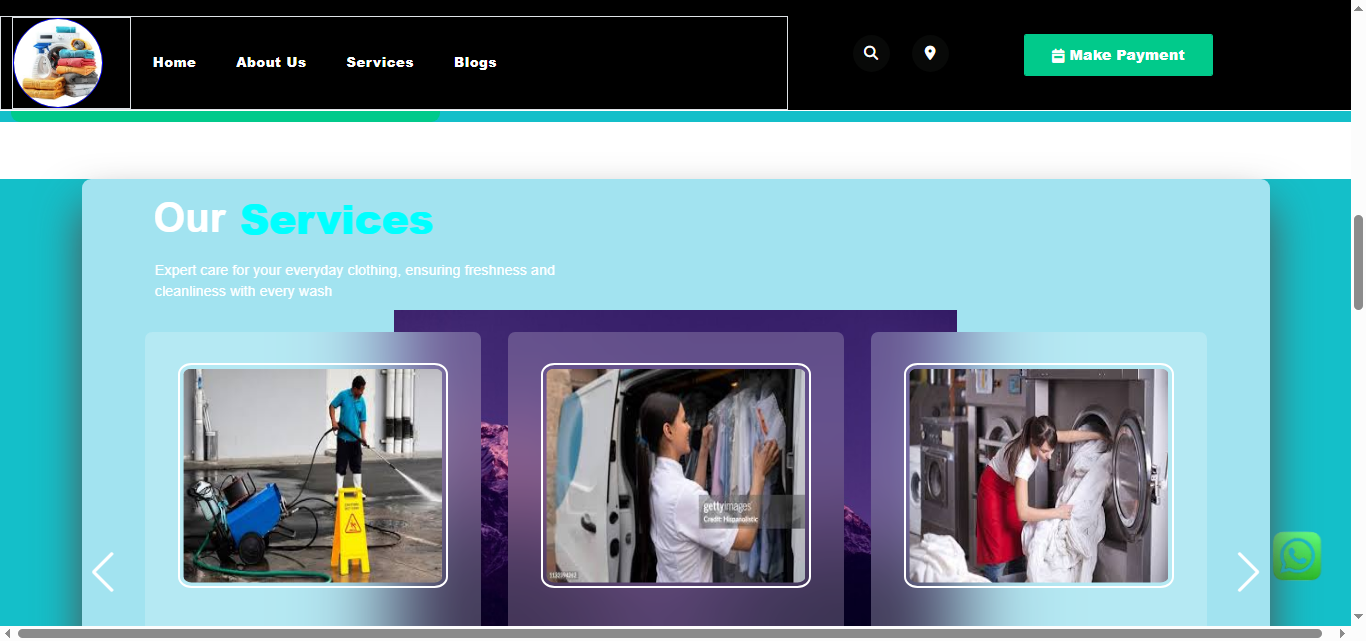 Home About Us Services Blogs
Make Payment
Our Services
Expert care for your everyday clothing, ensuring freshness and
cleanliness with every wash
gettyimages
Credit: Hispanolistic